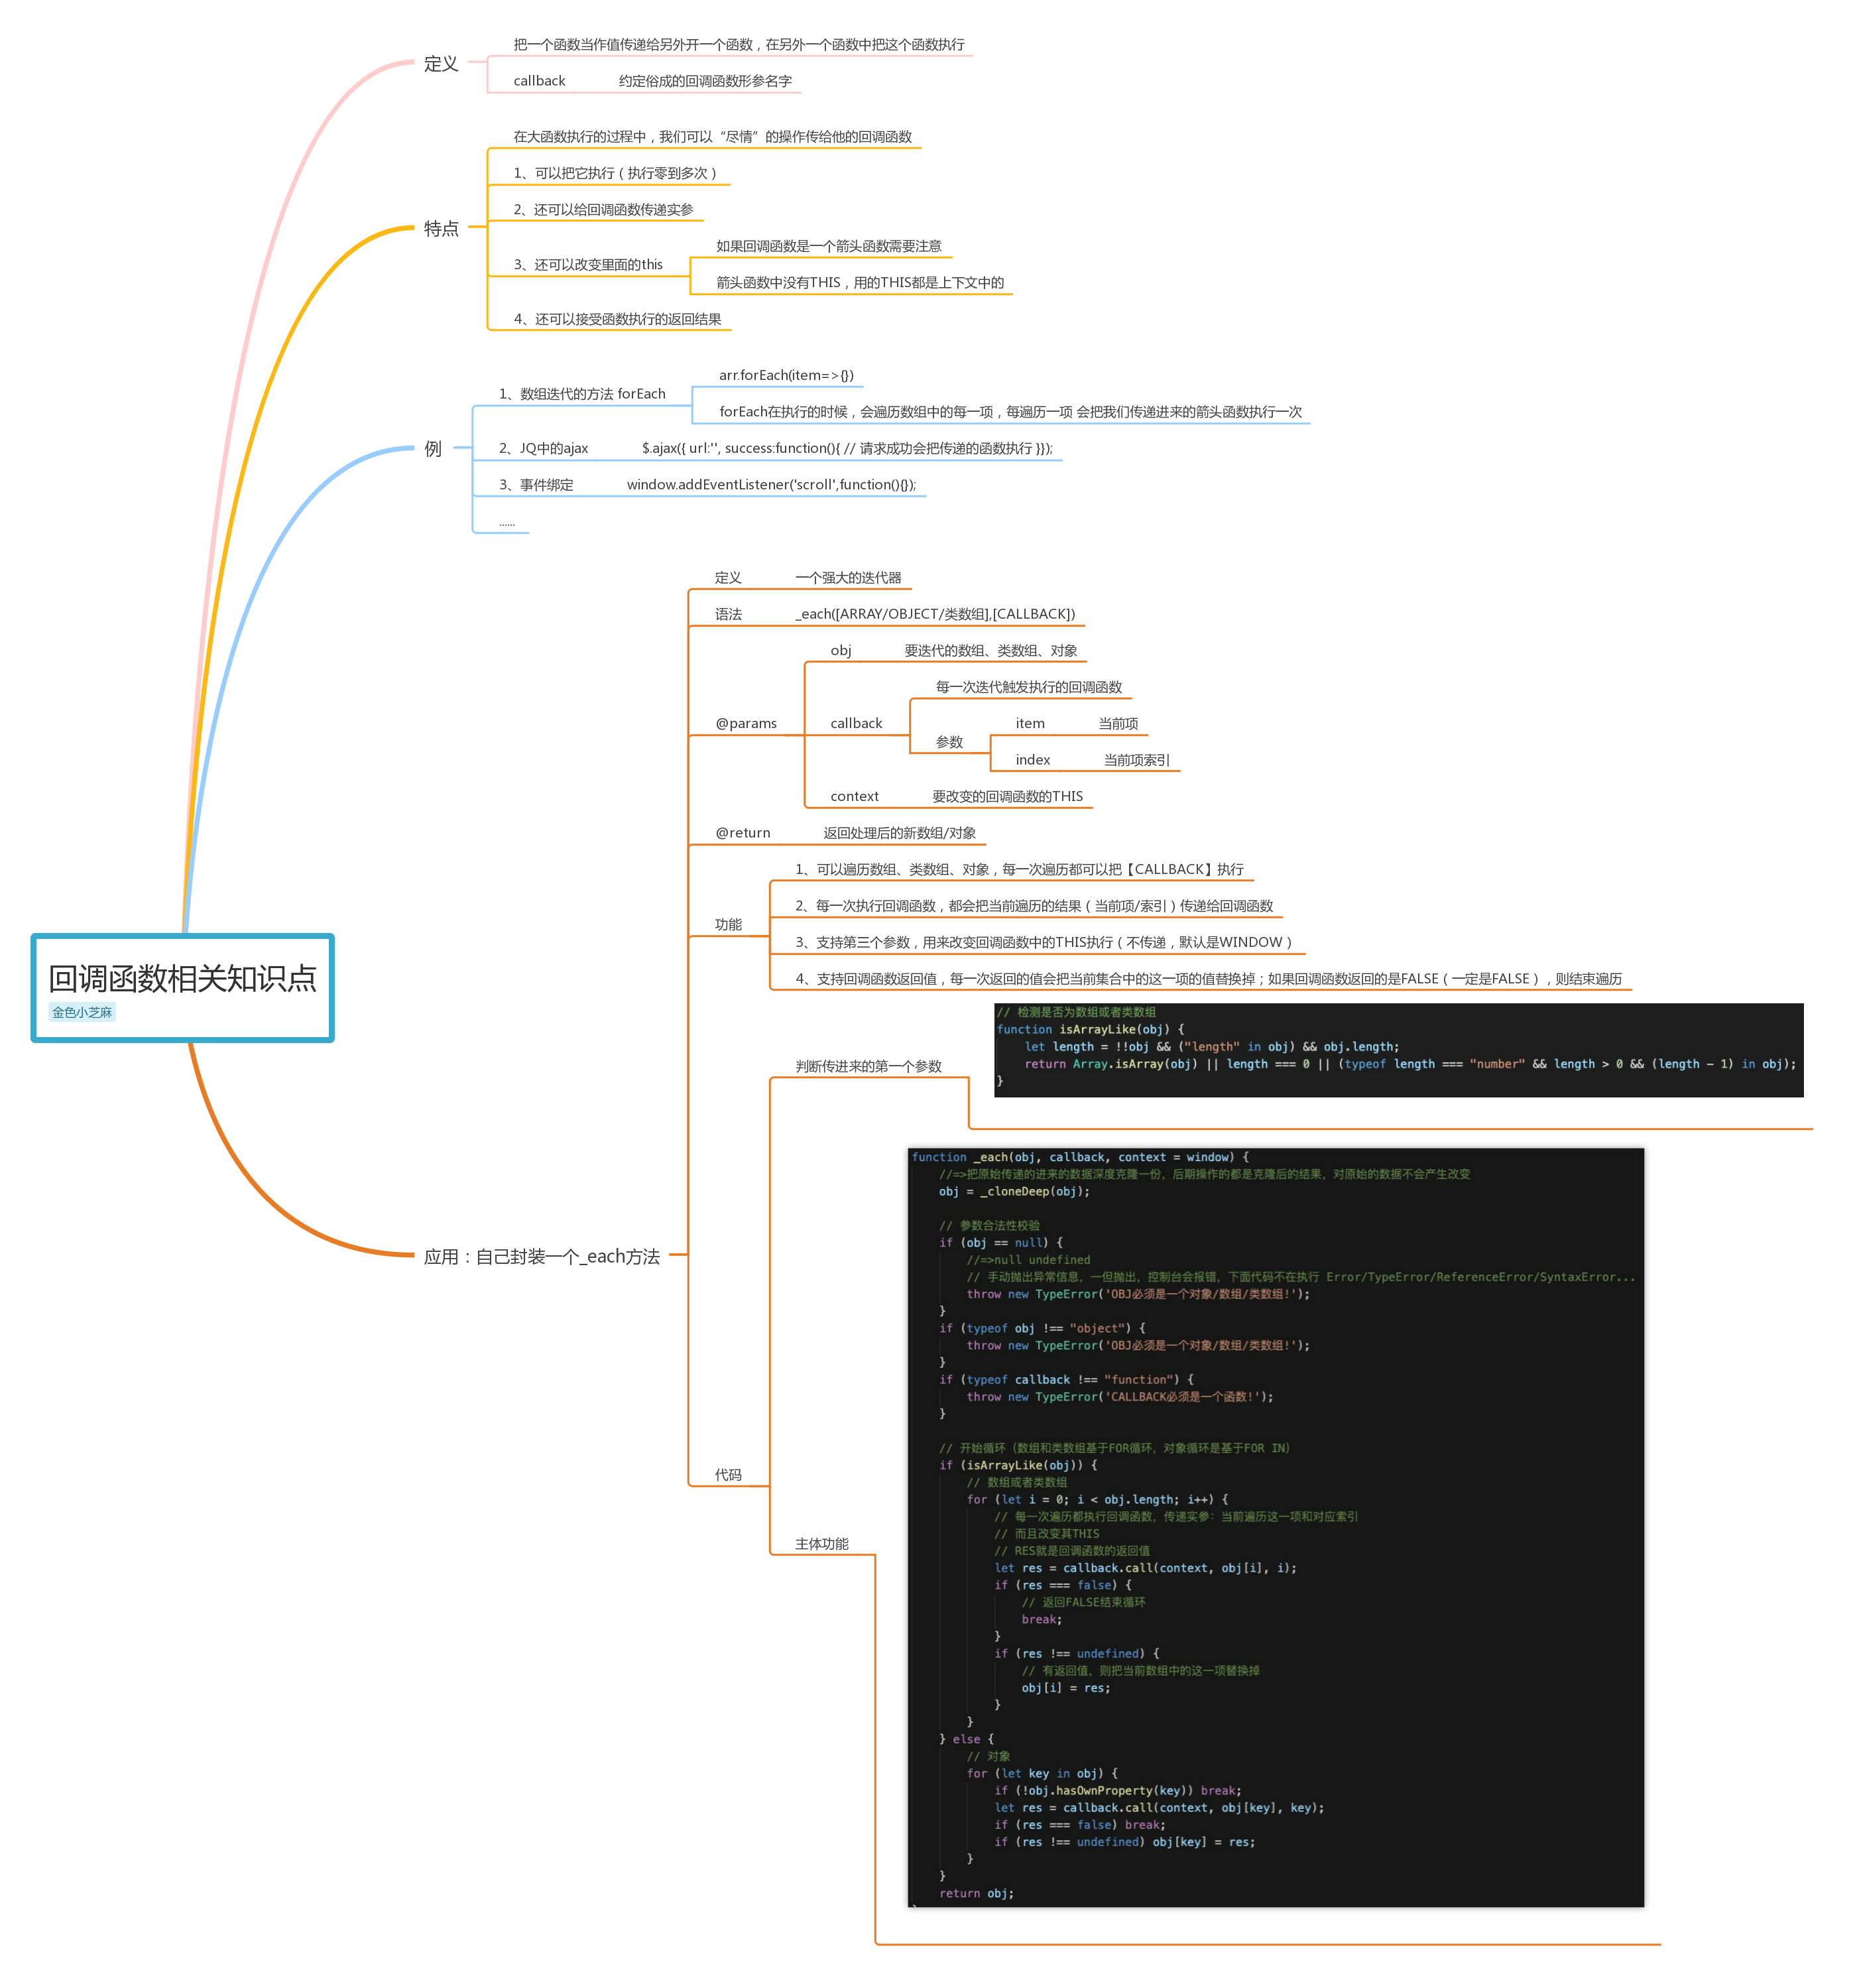 定义
把一个函数当作值传递给另外开一个函数，在另外一个函数中把这个函数执行
callback 约定俗成的回调函数形参名字
特点
在大函数执行的过程中，我们可以“尽情”的操作传给他的回调函数
1、可以把它执行（执行零到多次）
2、还可以给回调函数传递实参
3、还可以改变里面的this
如果回调函数是一个箭头函数需要注意
箭头函数中没有THIS，用的THIS都是上下文中的
4、还可以接受函数执行的返回结果
例
1、数组迭代的方法 forEach
arr.forEach(item=>{})
forEach在执行的时候，会遍历数组中的每一项，每遍历一项 会把我们传递进来的箭头函数执行一次
2、JQ中的ajax $.ajax({ url:'', success:function(){ // 请求成功会把传递的函数执行 }});
3、事件绑定 window.addEventListener('scroll',function(){});
......
回调函数相关知识点
金色小芝麻
应用：自己封装一个_each方法
定义 一个强大的迭代器
语法 _each([ARRAY/OBJECT/类数组],[CALLBACK])
@params
obj 要迭代的数组、类数组、对象
callback
每一次迭代触发执行的回调函数
参数
item 当前项
index 当前项索引
context 要改变的回调函数的THIS
@return 返回处理后的新数组/对象
功能
1、可以遍历数组、类数组、对象，每一次遍历都可以把【CALLBACK】执行
2、每一次执行回调函数，都会把当前遍历的结果（当前项/索引）传递给回调函数
3、支持第三个参数，用来改变回调函数中的THIS执行（不传递，默认是WINDOW）
4、支持回调函数返回值，每一次返回的值会把当前集合中的这一项的值替换掉；如果回调函数返回的是FALSE（一定是FALSE），则结束遍历
代码
判断传进来的第一个参数
// 检测是否为数组或者类数组
function isArrayLike(obj) {
let length = !!obj && ("length" in obj) && obj.length;
return Array.isArray(obj) || length === 0 || (typeof length === "number" && length > 0 && (length - 1) in obj);
}
主体功能
function _each(obj, callback, context = window) {
//=>把原始传递的进来的数据深度克隆一份，后期操作的都是克隆后的结果，对原始的数据不会产生改变
obj = _cloneDeep(obj);
// 参数合法性校验
if (obj == null) {
//=>null undefined
// 手动抛出异常信息，一但抛出，控制台会报错，下面代码不在执行 Error/TypeError/ReferenceError/SyntaxError...
throw new TypeError('OBJ必须是一个对象/数组/类数组!');
}
if (typeof obj !== "object") {
throw new TypeError('OBJ必须是一个对象/数组/类数组!');
}
if (typeof callback !== "function") {
throw new TypeError('CALLBACK必须是一个函数!');
}
// 开始循环（数组和类数组基于FOR循环，对象循环是基于FOR IN）
if (isArrayLike(obj)) {
// 数组或者类数组
for (let i = 0; i < obj.length; i++) {
// 每一次遍历都执行回调函数，传递实参：当前遍历这一项和对应索引
// 而且改变其THIS
// RES就是回调函数的返回值
let res = callback.call(context, obj[i], i);
if (res === false) {
// 返回FALSE结束循环
break;
}
if (res !== undefined) {
// 有返回值，则把当前数组中的这一项替换掉
obj[i] = res;
}
}
} else {
// 对象
for (let key in obj) {
if (!obj.hasOwnProperty(key)) break;
let res = callback.call(context, obj[key], key);
if (res === false) break;
if (res !== undefined) obj[key] = res;
}
}
return obj;